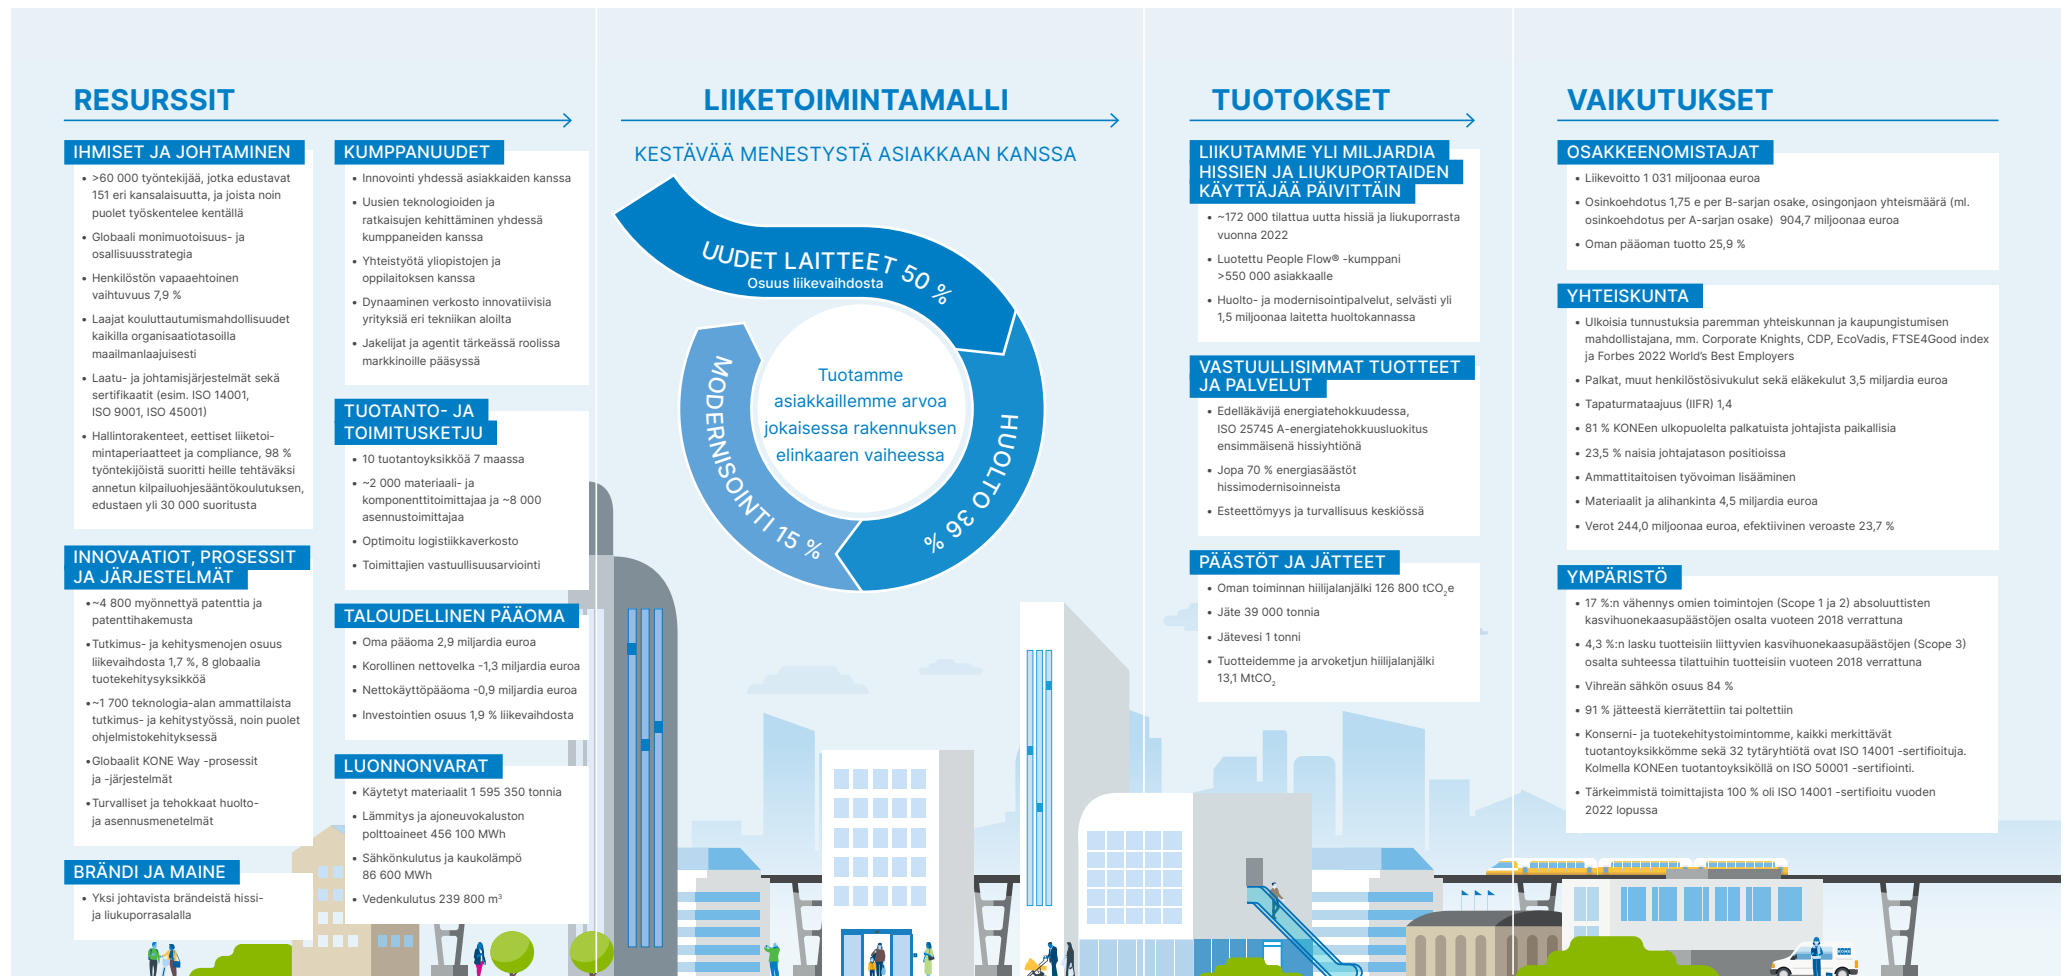 RESURSSIT
IHMISET JA JOHTAMINEN
• >60 000 työntekijää, jotka edustavat
151 eri kansalaisuutta, ja joista noin
puolet työskentelee kentällä
• Globaali monimuotoisuus- ja
osallisuusstrategia
• Henkilöstön vapaaehtoinen
vaihtuvuus 7,9 %
• Laajat kouluttautumismahdollisuudet
kaikilla organisaatiotasoilla
maailmanlaajuisesti
• Laatu- ja johtamisjärjestelmät sekä
sertifikaatit (esim. ISO 14001,
ISO 9001, ISO 45001)
• Hallintorakenteet, eettiset liiketoi-
mintaperiaatteet ja compliance, 98 %
työntekijöistä suoritti heille tehtäväksi
annetun kilpailuohjesääntökoulutuksen,
edustaen yli 30 000 suoritusta
INNOVAATIOT, PROSESSIT
JA JÄRJESTELMÄT
•~4 800 myönnettyä patenttia ja
patenttihakemusta
•Tutkimus- ja kehitysmenojen osuus
liikevaihdosta 1,7 %, 8 globaalia
tuotekehitysyksikköä
•~1 700 teknologia-alan ammattilaista
tutkimus- ja kehitystyössä, noin puolet
ohjelmistokehityksessä
•Globaalit KONE Way -prosessit
ja -järjestelmät
•Turvalliset ja tehokkaat huolto-
ja asennusmenetelmät
BRÄNDI JA MAINE
• Yksi johtavista brändeistä hissi-
ja liukuporrasalalla
KUMPPANUUDET
• Innovointi yhdessä asiakkaiden kanssa
• Uusien teknologioiden ja
ratkaisujen kehittäminen yhdessä
kumppaneiden kanssa
• Yhteistyötä yliopistojen ja
oppilaitoksen kanssa
• Dynaaminen verkosto innovatiivisia
yrityksiä eri tekniikan aloilta
• Jakelijat ja agentit tärkeässä roolissa
markkinoille pääsyssä
TUOTANTO- JA
TOIMITUSKETJU
• 10 tuotantoyksikköä 7 maassa
• ~2 000 materiaali- ja
komponenttitoimittajaa ja ~8 000
asennustoimittajaa
• Optimoitu logistiikkaverkosto
• Toimittajien vastuullisuusarviointi
TALOUDELLINEN PÄÄOMA
• Oma pääoma 2,9 miljardia euroa
• Korollinen nettovelka -1,3 miljardia euroa
• Nettokäyttöpääoma -0,9 miljardia euroa
• Investointien osuus 1,9 % liikevaihdosta
LUONNONVARAT
• Käytetyt materiaalit 1 595 350 tonnia
• Lämmitys ja ajoneuvokaluston
polttoaineet 456 100 MWh
• Sähkönkulutus ja kaukolämpö
86 600 MWh
• Vedenkulutus 239 800 m³
LIIKETOIMINTAMALLI
KESTÄVÄÄ MENESTYSTÄ ASIAKKAAN KANSSA
UUDET LAITTEET 50 %
Osuus liikevaihdosta
HUOLTO 36 %
MODERNISOINTI 15 %
Tuotamme
asiakkaillemme arvoa
jokaisessa rakennuksen
elinkaaren vaiheessa
TUOTOKSET
LIIKUTAMME YLI MILJARDIA
HISSIEN JA LIUKUPORTAIDEN
KÄYTTÄJÄÄ PÄIVITTÄIN
• ~172 000 tilattua uutta hissiä ja liukuporrasta
vuonna 2022
• Luotettu People Flow® -kumppani
>550 000 asiakkaalle
• Huolto- ja modernisointipalvelut, selvästi yli
1,5 miljoonaa laitetta huoltokannassa
VASTUULLISIMMAT TUOTTEET
JA PALVELUT
• Edelläkävijä energiatehokkuudessa,
ISO 25745 A-energiatehokkuusluokitus
ensimmäisenä hissiyhtiönä
• Jopa 70 % energiasäästöt
hissimodernisoinneista
• Esteettömyys ja turvallisuus keskiössä
PÄÄSTÖT JA JÄTTEET
• Oman toiminnan hiilijalanjälki 126 800 tCO₂e
• Jäte 39 000 tonnia
• Jätevesi 1 tonni
• Tuotteidemme ja arvoketjun hiilijalanjälki
13,1 MtCO₂
VAIKUTUKSET
OSAKKEENOMISTAJAT
• Liikevoitto 1 031 miljoonaa euroa
• Osinkoehdotus 1,75 e per B-sarjan osake, osingonjaon yhteismäärä (ml.
osinkoehdotus per A-sarjan osake) 904,7 miljoonaa euroa
• Oman pääoman tuotto 25,9 %
YHTEISKUNTA
• Ulkoisia tunnustuksia paremman yhteiskunnan ja kaupungistumisen
mahdollistajana, mm. Corporate Knights, CDP, EcoVadis, FTSE4Good index
ja Forbes 2022 World's Best Employers
• Palkat, muut henkilöstösivukulut sekä eläkekulut 3,5 miljardia euroa
• Tapaturmataajuus (IIFR) 1,4
• 81 % KONEen ulkopuolelta palkatuista johtajista paikallisia
• 23,5 % naisia johtajatason positioissa
• Ammattitaitoisen työvoiman lisääminen
• Materiaalit ja alihankinta 4,5 miljardia euroa
• Verot 244,0 miljoonaa euroa, efektiivinen veroaste 23,7 %
YMPÄRISTÖ
• 17 %:n vähennys omien toimintojen (Scope 1 ja 2) absoluuttisten
kasvihuonekaasupäästöjen osalta vuoteen 2018 verrattuna
• 4,3 %:n lasku tuotteisiin liittyvien kasvihuonekaasupäästöjen (Scope 3)
osalta suhteessa tilattuihin tuotteisiin vuoteen 2018 verrattuna
• Vihreän sähkön osuus 84 %
• 91 % jätteestä kierrätettiin tai poltettiin
• Konserni- ja tuotekehitystoimintomme, kaikki merkittävät
tuotantoyksikkömme sekä 32 tytäryhtiötä ovat ISO 14001 -sertifioituja.
Kolmella KONEen tuotantoyksiköllä on ISO 50001 -sertifiointi.
• Tärkeimmistä toimittajista 100 % oli ISO 14001 -sertifioitu vuoden
2022 lopussa
KONE